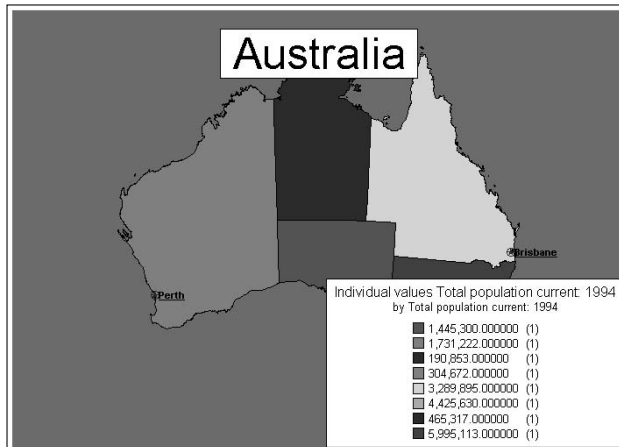 Australia
Brisbane
Perth
Individual values Total population current: 1994
by Total population current: 1994
1,445,300.000000 (1)
1,731,222.000000 (1)
190,853.000000 (1)
304,672.000000 (1)
3,289,895.000000 (1)
4,425,630.000000 (1)
465,317.000000 (1)
5,995,113.000000 (1)